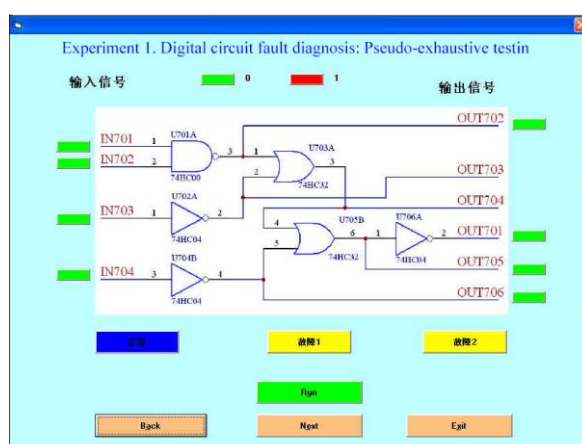 Experiment 1. Digital circuit fault diagnosis: Pseudo-exhaustive testin
输入信号 0 1 输出信号
OUT702
IN701 1 U701A 3 1 U703A 3
IN702 2 74HC00 2 74HC32 OUT703
U702A OUT704
IN703 1 2 4 U705B 6 1 U706A 2 OUT701
74HC04 5 74HC32 74HC04
U704B OUT705
IN704 3 4
74HC04 OUT706
故障1 故障2
Run
Back Next Exit